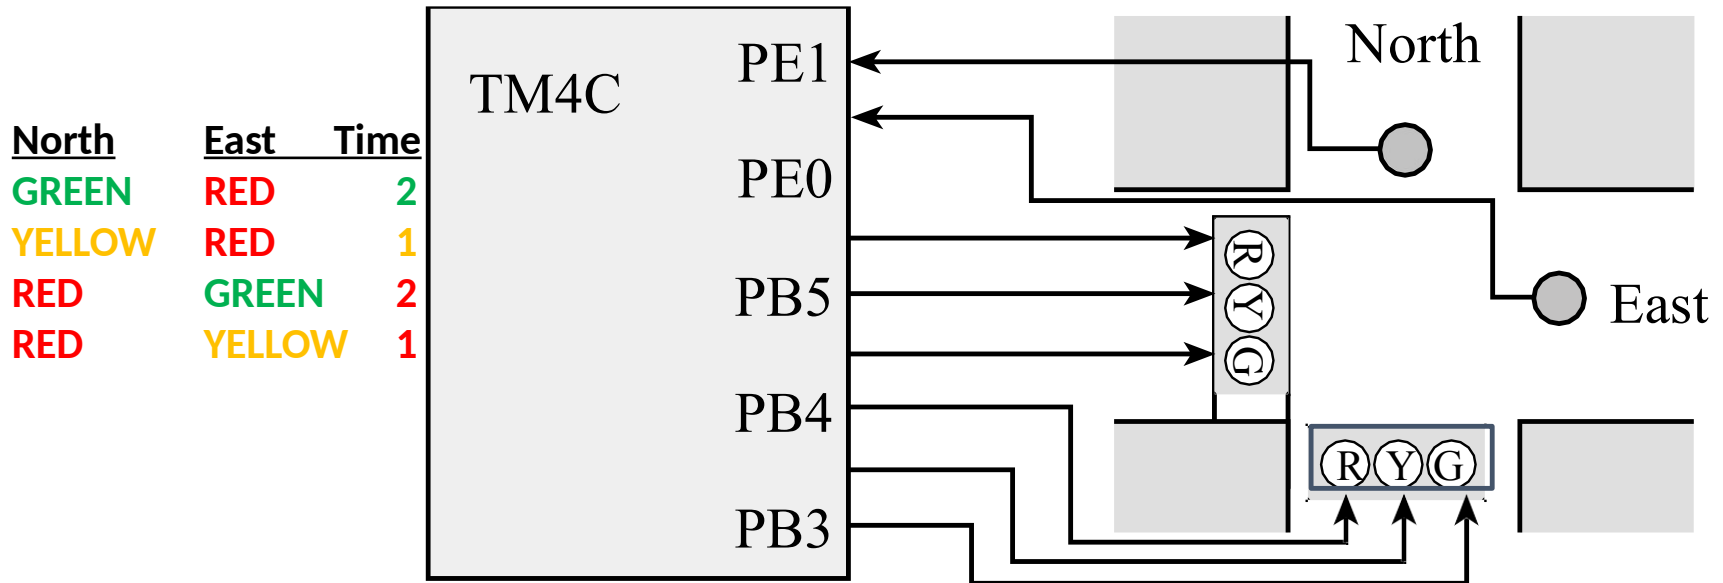 North East Time
GREEN RED 2
YELLOW RED 1
RED GREEN 2
RED YELLOW 1
TM4C
PE1
PE0
PB5
PB4
PB3
North
East
R
Y
G
R Y G